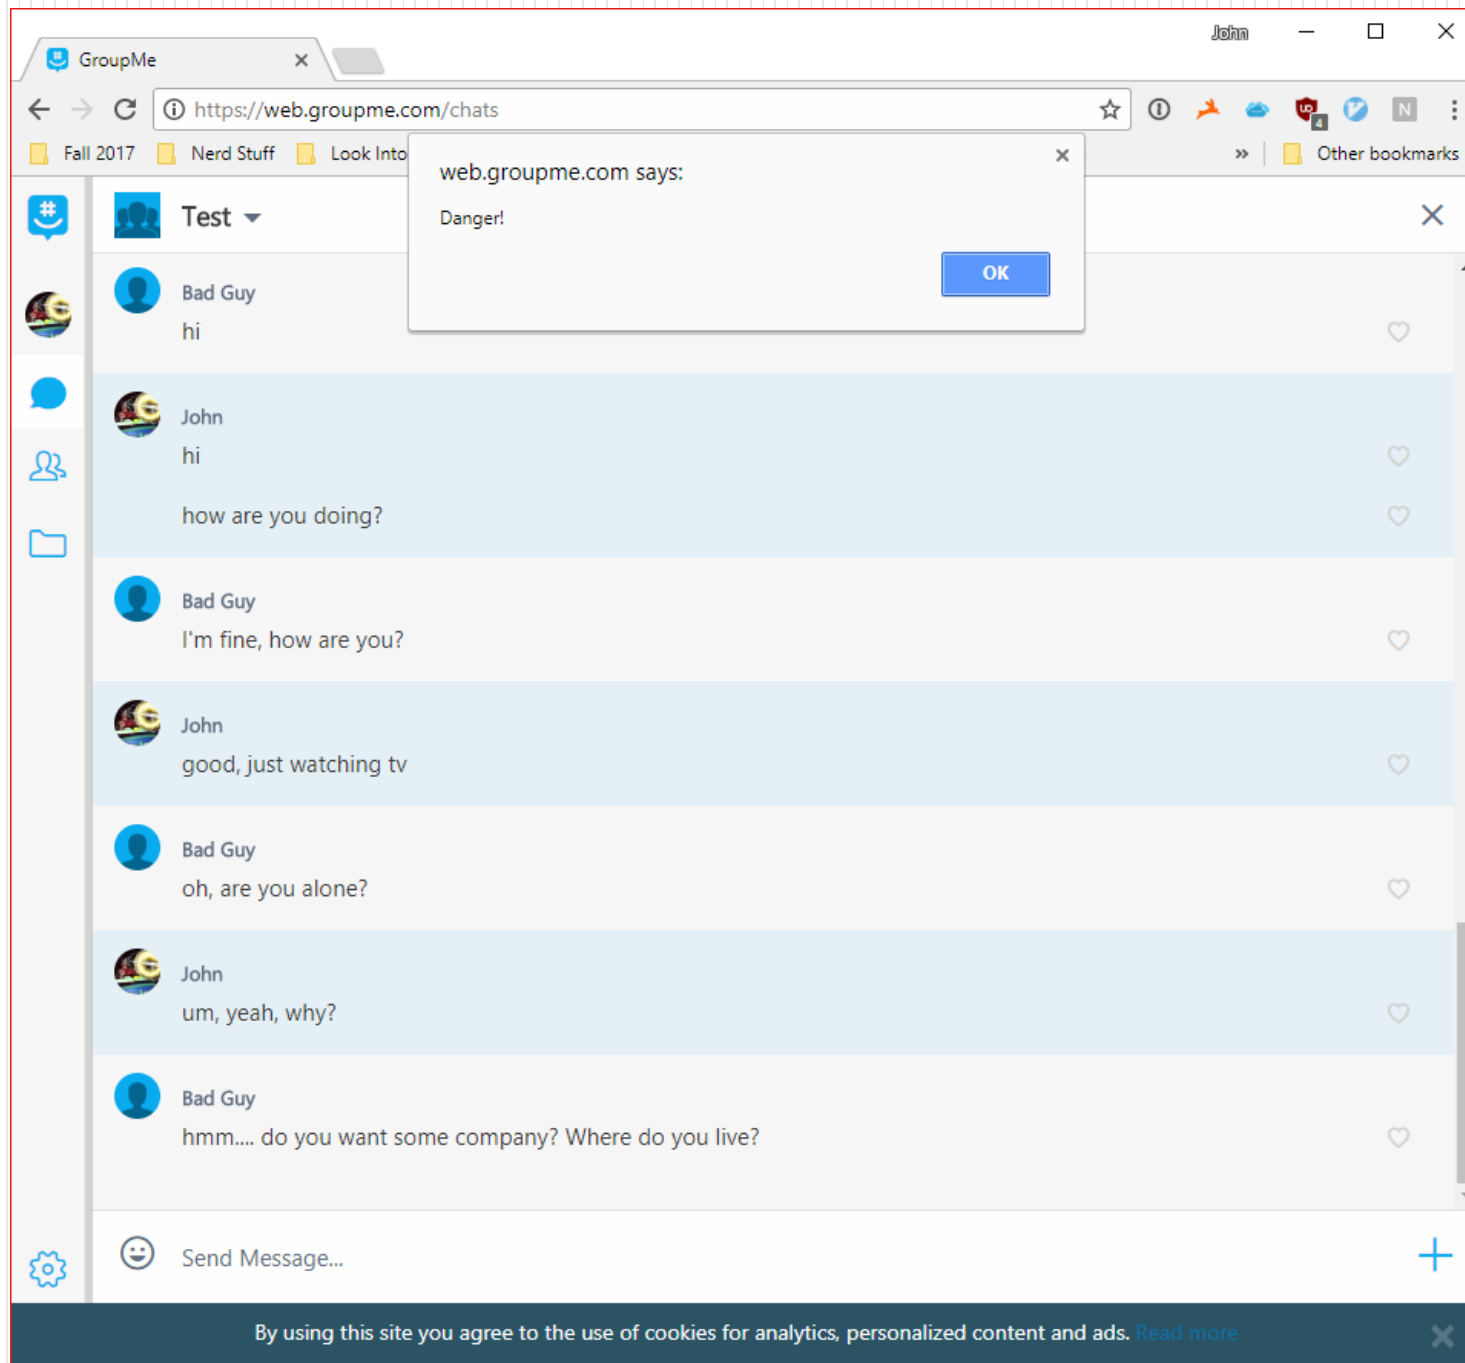 John
GroupMe
https://web.groupme.com/chats
Fall 2017 Nerd Stuff Look Into Other bookmarks
web.groupme.com says:
Danger!
OK
Test
Bad Guy
hi
John
hi
how are you doing?
Bad Guy
I'm fine, how are you?
John
good, just watching tv
Bad Guy
oh, are you alone?
John
um, yeah, why?
Bad Guy
hmm.... do you want some company? Where do you live?
Send Message...
By using this site you agree to the use of cookies for analytics, personalized content and ads. Read more